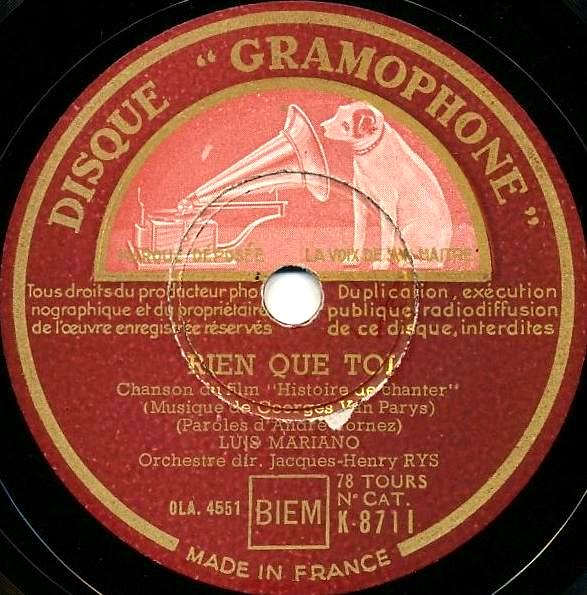 DISQUE "GRAMOPHONE"
MARQUE DÉPOSÉE
LA VOIX DE SON MAÎTRE
Tous droits du producteur pho
nographique et du propriétaire
de l'œuvre enregistrée réservés
Duplication, exécution
publique, radiodiffusion
de ce disque, interdites
RIEN QUE TOI
Chanson du film "Histoire de chanter"
(Musique de Georges Van Parys)
(Paroles d'André Hornez)
LUIS MARIANO
Orchestre dir. Jacques-Henry RYS
OLA. 4551
BIEM
78 TOURS
N° CAT.
K-8711
MADE IN FRANCE